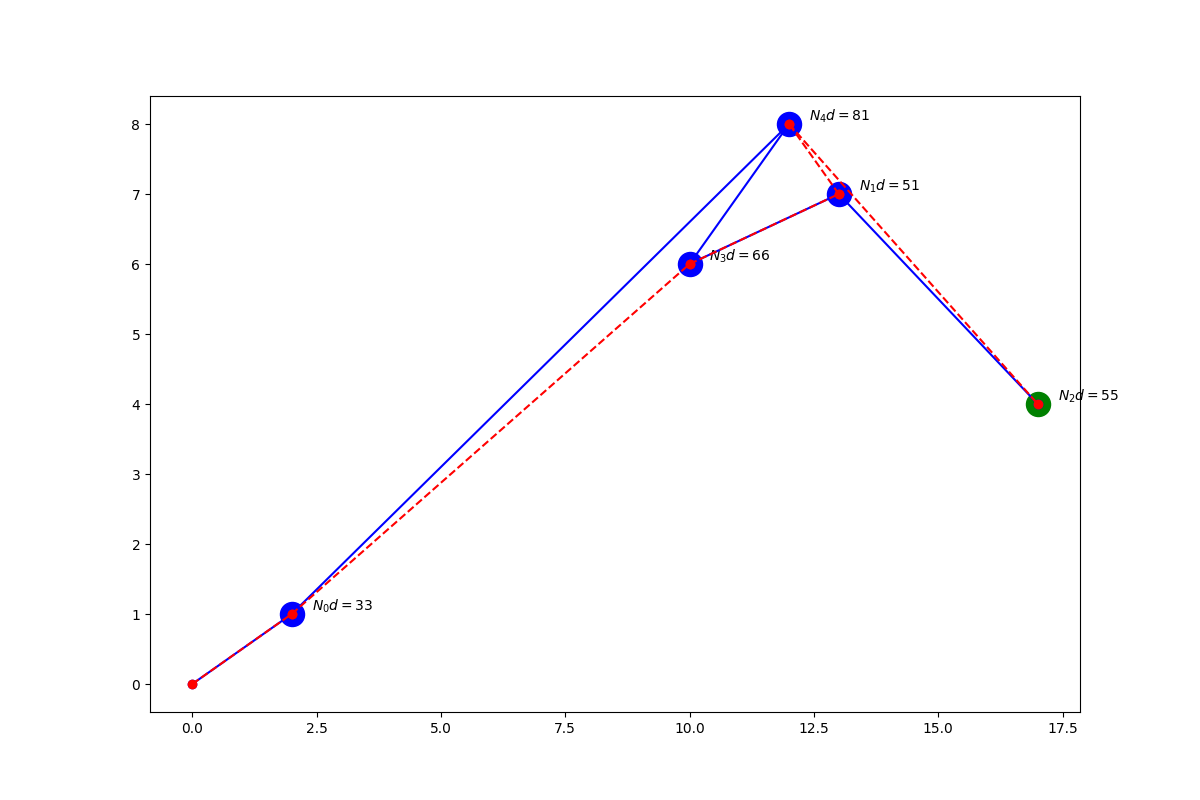 8
N₄d = 81
7
N₁d = 51
6
N₃d = 66
5
4
N₂d = 55
3
2
1
N₀d = 33
0
0.0 2.5 5.0 7.5 10.0 12.5 15.0 17.5